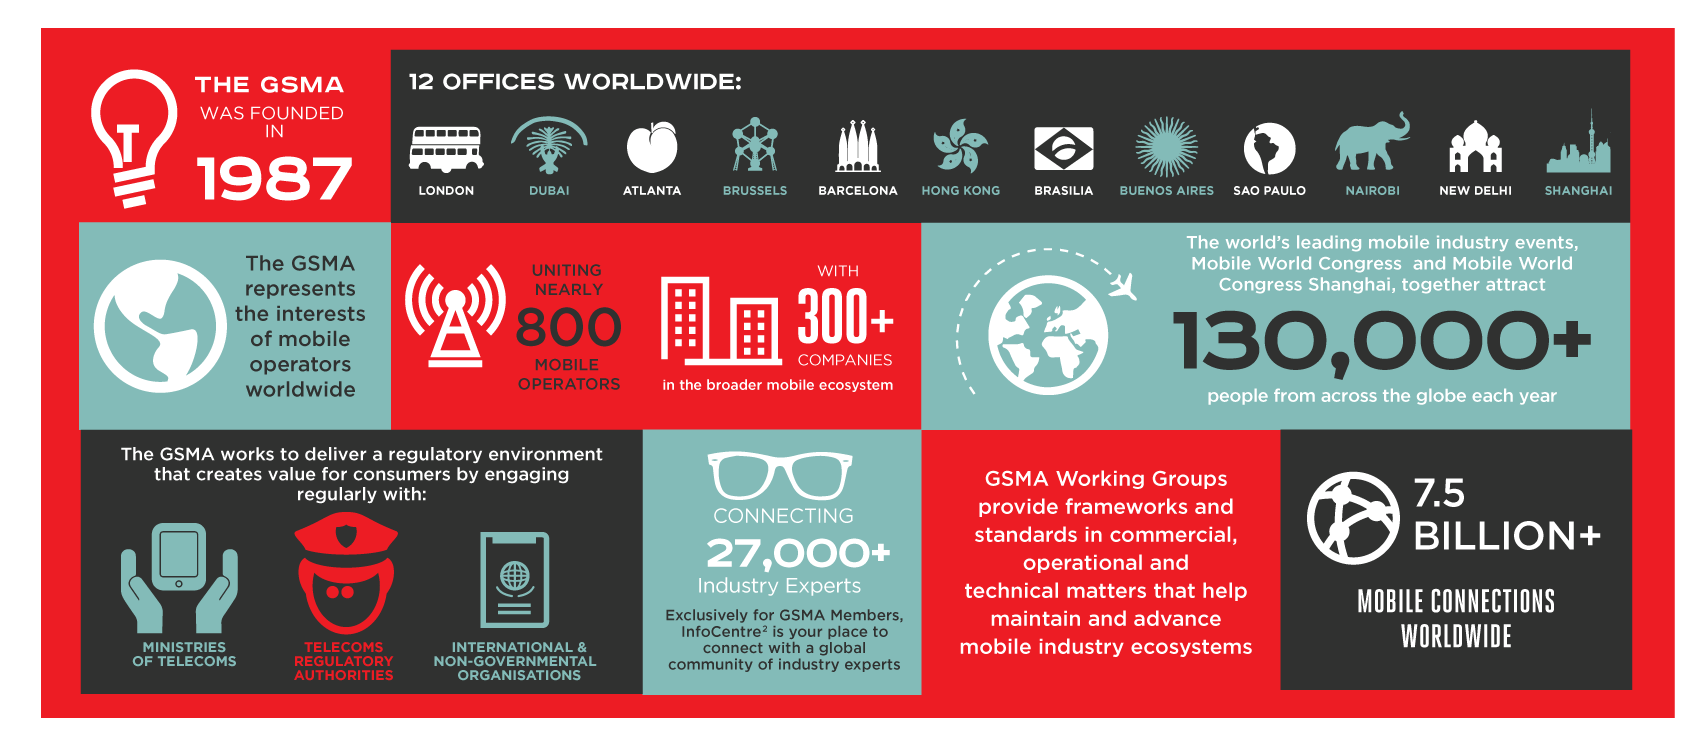 THE GSMA
WAS FOUNDED
IN
1987
12 OFFICES WORLDWIDE:
LONDON
DUBAI
ATLANTA
BRUSSELS
BARCELONA
HONG KONG
BRASILIA
BUENOS AIRES
SAO PAULO
NAIROBI
NEW DELHI
SHANGHAI
The GSMA
represents
the interests
of mobile
operators
worldwide
UNITING
NEARLY
800
MOBILE
OPERATORS
WITH
300+
COMPANIES
in the broader mobile ecosystem
The world's leading mobile industry events,
Mobile World Congress and Mobile World
Congress Shanghai, together attract
130,000+
people from across the globe each year
The GSMA works to deliver a regulatory environment
that creates value for consumers by engaging
regularly with:
MINISTRIES
OF TELECOMS
TELECOMS
REGULATORY
AUTHORITIES
INTERNATIONAL &
NON-GOVERNMENTAL
ORGANISATIONS
CONNECTING
27,000+
Industry Experts
Exclusively for GSMA Members,
InfoCentre² is your place to
connect with a global
community of industry experts
GSMA Working Groups
provide frameworks and
standards in commercial,
operational and
technical matters that help
maintain and advance
mobile industry ecosystems
7.5
BILLION+
MOBILE CONNECTIONS
WORLDWIDE